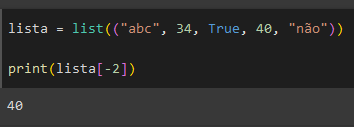 lista = list(("abc", 34, True, 40, "não"))
print(lista[-2])
40